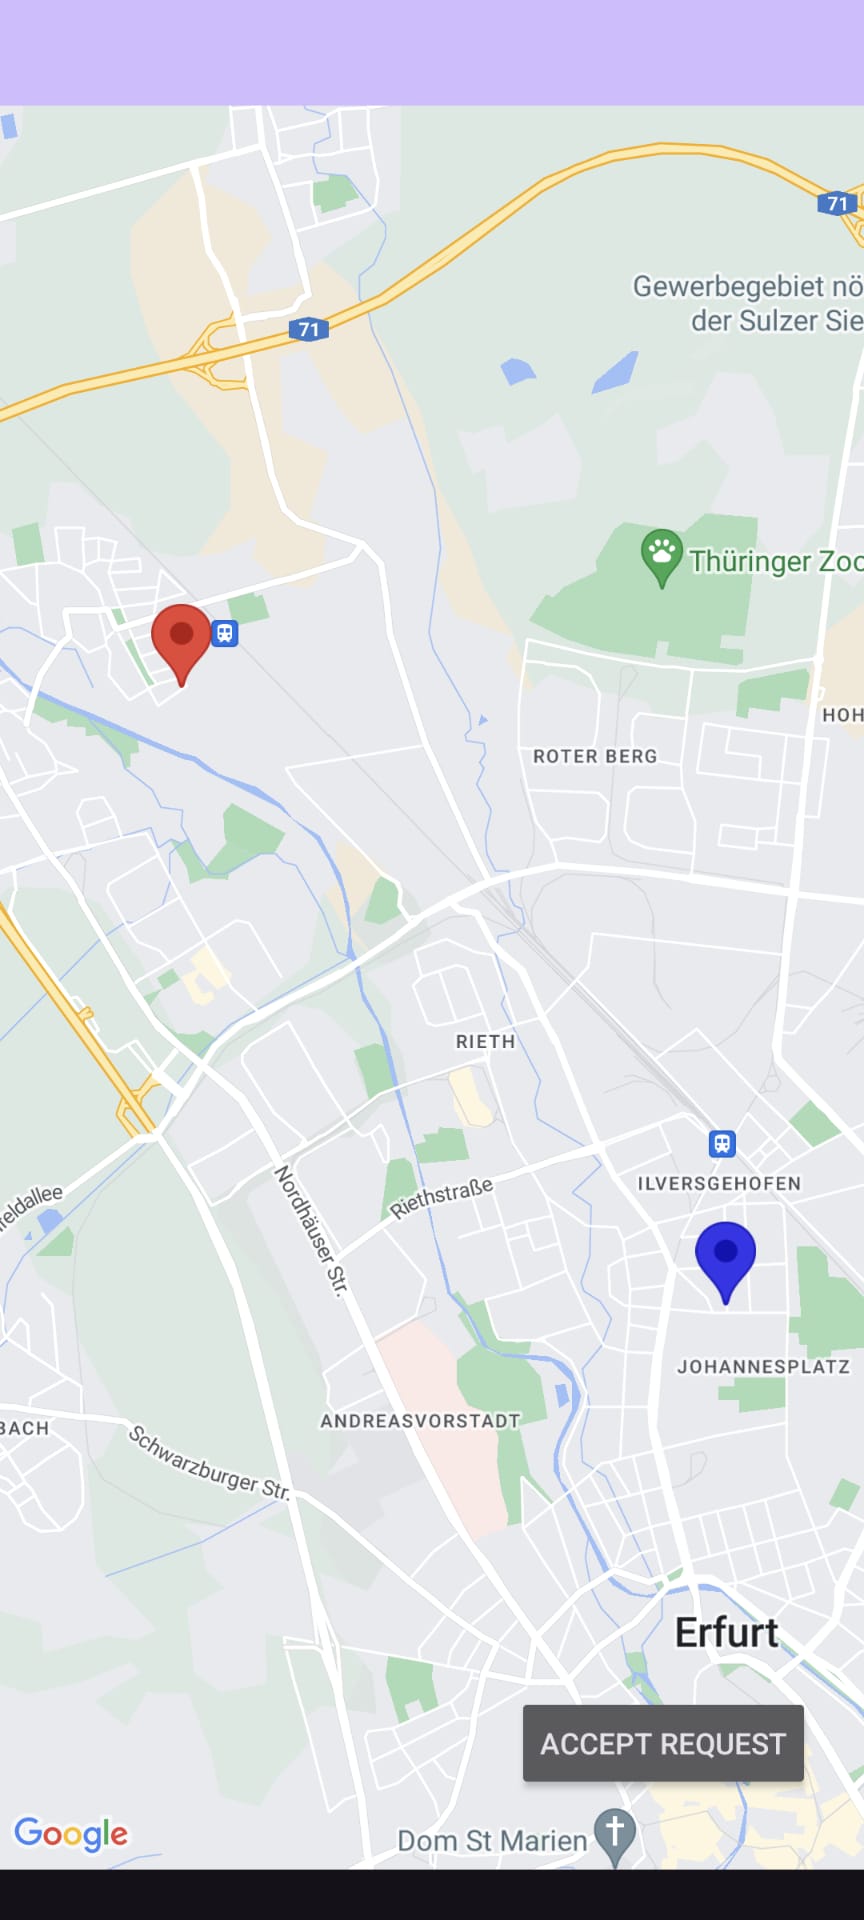 71
Gewerbegebiet nö
der Sulzer Sie
71
Thüringer Zoo
HOH
ROTER BERG
RIETH
ILVERSGEHOFEN
feldallee
Nordhäuser Str.
Riethstraße
JOHANNESPLATZ
ANDREASVORSTADT
BACH
Schwarzburger Str.
Erfurt
ACCEPT REQUEST
Google
Dom St Marien